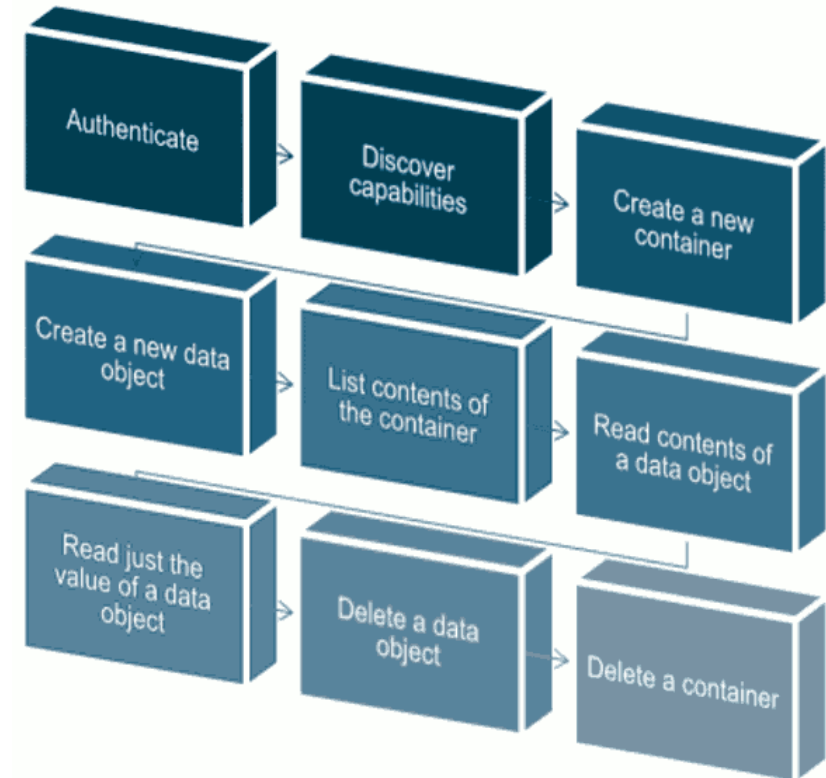 Authenticate
Discover
capabilities
Create a new
container
Create a new data
object
List contents of
the container
Read contents of
a data object
Read just the
value of a data
object
Delete a data
object
Delete a container